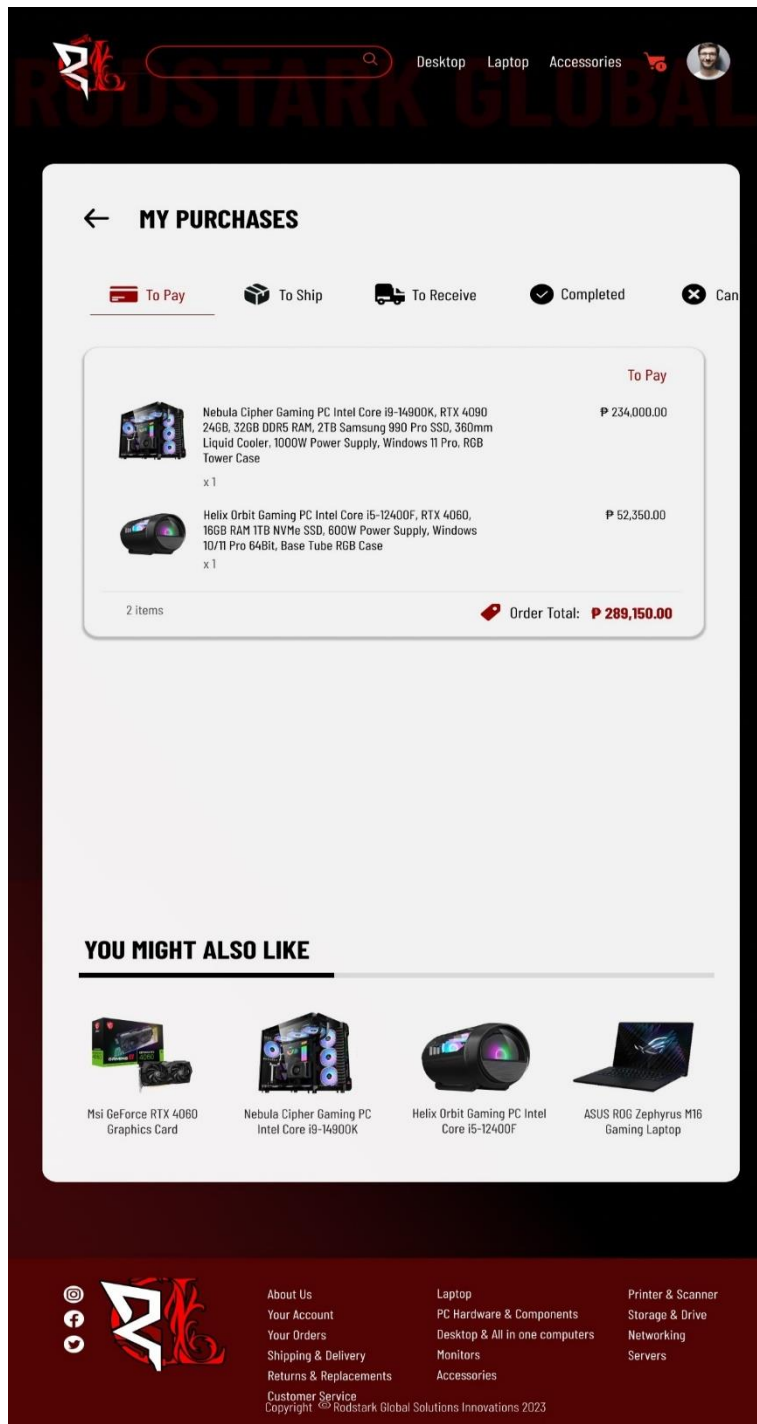 RODSTARK GLOBAL
Desktop Laptop Accessories
MY PURCHASES
To Pay To Ship To Receive Completed Can
To Pay
Nebula Cipher Gaming PC Intel Core i9-14900K, RTX 4090 ₱ 234,000.00
24GB, 32GB DDR5 RAM, 2TB Samsung 990 Pro SSD, 360mm
Liquid Cooler, 1000W Power Supply, Windows 11 Pro, RGB
Tower Case
x 1
Helix Orbit Gaming PC Intel Core i5-12400F, RTX 4060, ₱ 52,350.00
16GB RAM 1TB NVMe SSD, 600W Power Supply, Windows
10/11 Pro 64Bit, Base Tube RGB Case
x 1
2 items Order Total: ₱ 289,150.00
YOU MIGHT ALSO LIKE
Msi GeForce RTX 4060
Graphics Card
Nebula Cipher Gaming PC
Intel Core i9-14900K
Helix Orbit Gaming PC Intel
Core i5-12400F
ASUS ROG Zephyrus M16
Gaming Laptop
About Us
Your Account
Your Orders
Shipping & Delivery
Returns & Replacements
Customer Service
Laptop
PC Hardware & Components
Desktop & All in one computers
Monitors
Accessories
Printer & Scanner
Storage & Drive
Networking
Servers
Copyright © Rodstark Global Solutions Innovations 2023